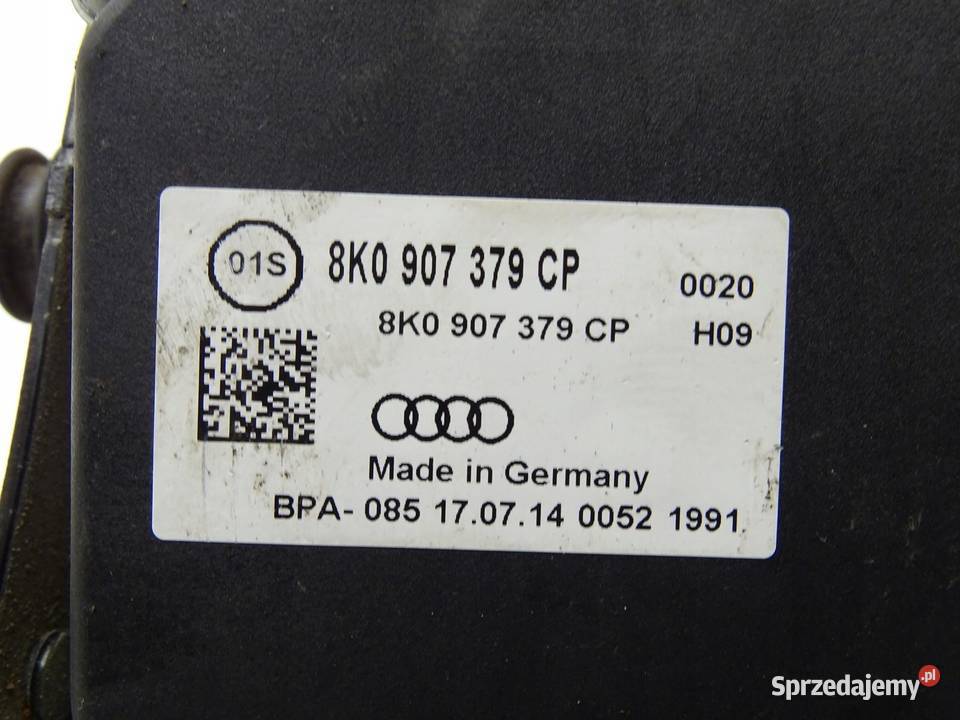 01S 8K0 907 379 CP 0020
8K0 907 379 CP H09
Made in Germany
BPA- 085 17.07.14 0052 1991
Sprzedajemy.pl